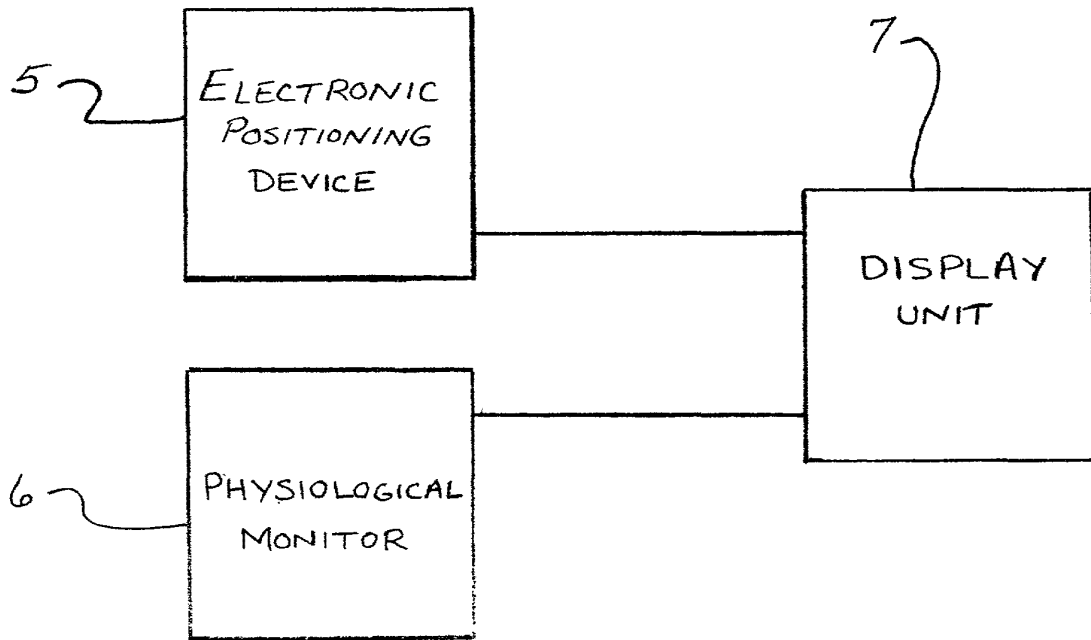 5
ELECTRONIC
POSITIONING
DEVICE
7
DISPLAY
UNIT
6
PHYSIOLOGICAL
MONITOR